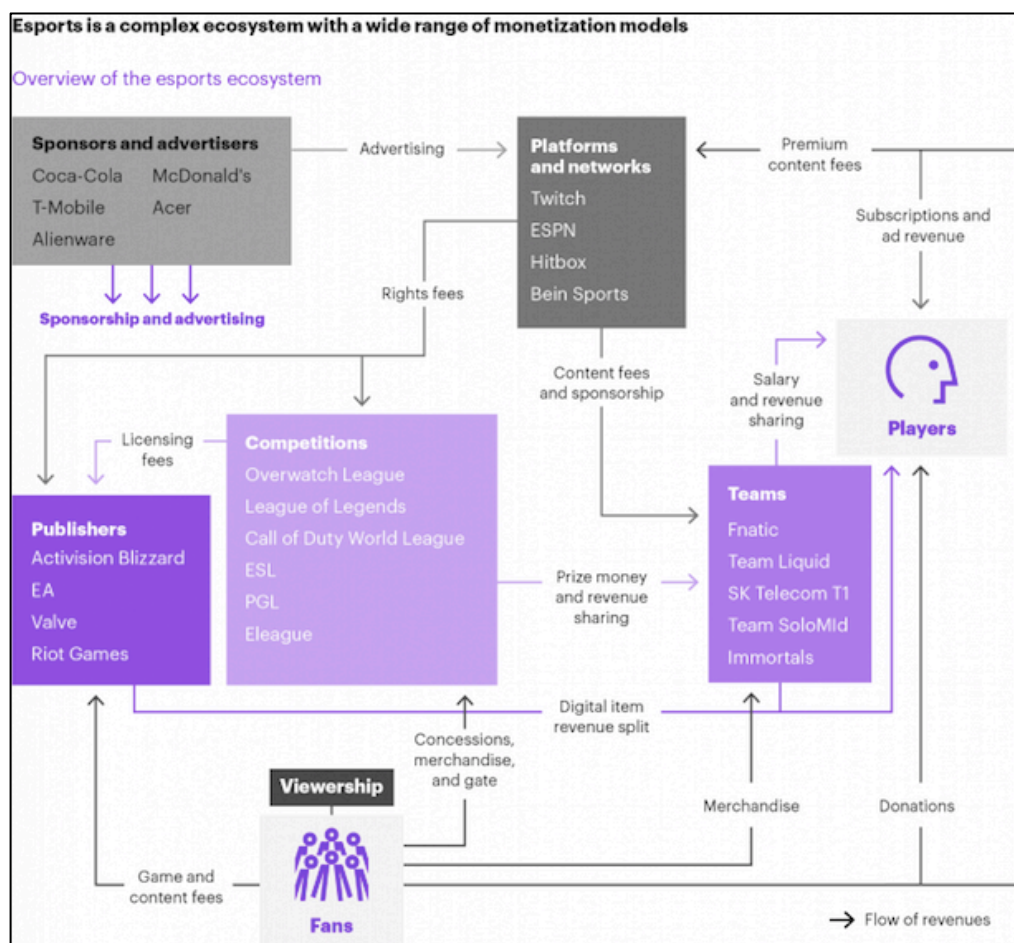 Esports is a complex ecosystem with a wide range of monetization models
Overview of the esports ecosystem
Sponsors and advertisers
Coca-Cola McDonald's
T-Mobile Acer
Alienware
Sponsorship and advertising
Advertising
Platforms
and networks
Twitch
ESPN
Hitbox
Bein Sports
Premium
content fees
Subscriptions and
ad revenue
Rights fees
Content fees
and sponsorship
Salary
and revenue
sharing
Players
Licensing
fees
Competitions
Overwatch League
League of Legends
Call of Duty World League
ESL
PGL
Eleague
Publishers
Activision Blizzard
EA
Valve
Riot Games
Prize money
and revenue
sharing
Teams
Fnatic
Team Liquid
SK Telecom T1
Team SoloMId
Immortals
Digital item
revenue split
Concessions,
merchandise,
and gate
Viewership
Merchandise
Donations
Game and
content fees
Fans
Flow of revenues